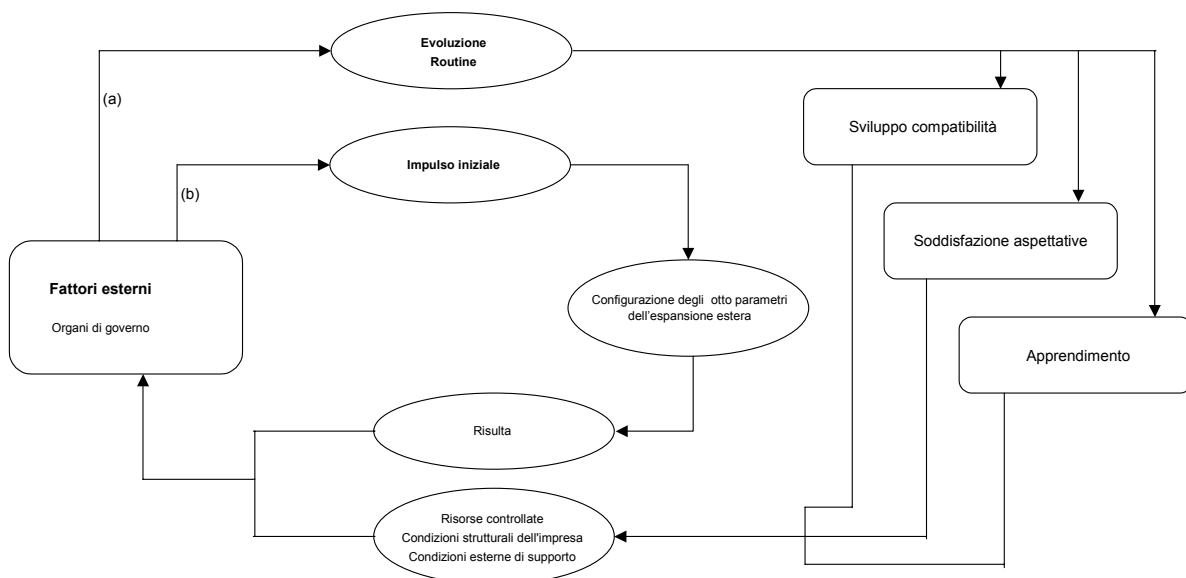 Evoluzione
Routine
(a)
Sviluppo compatibilità
Impulso iniziale
(b)
Soddisfazione aspettative
Fattori esterni
Organi di governo
Configurazione degli otto parametri
dell'espansione estera
Apprendimento
Risulta
Risorse controllate
Condizioni strutturali dell'impresa
Condizioni esterne di supporto